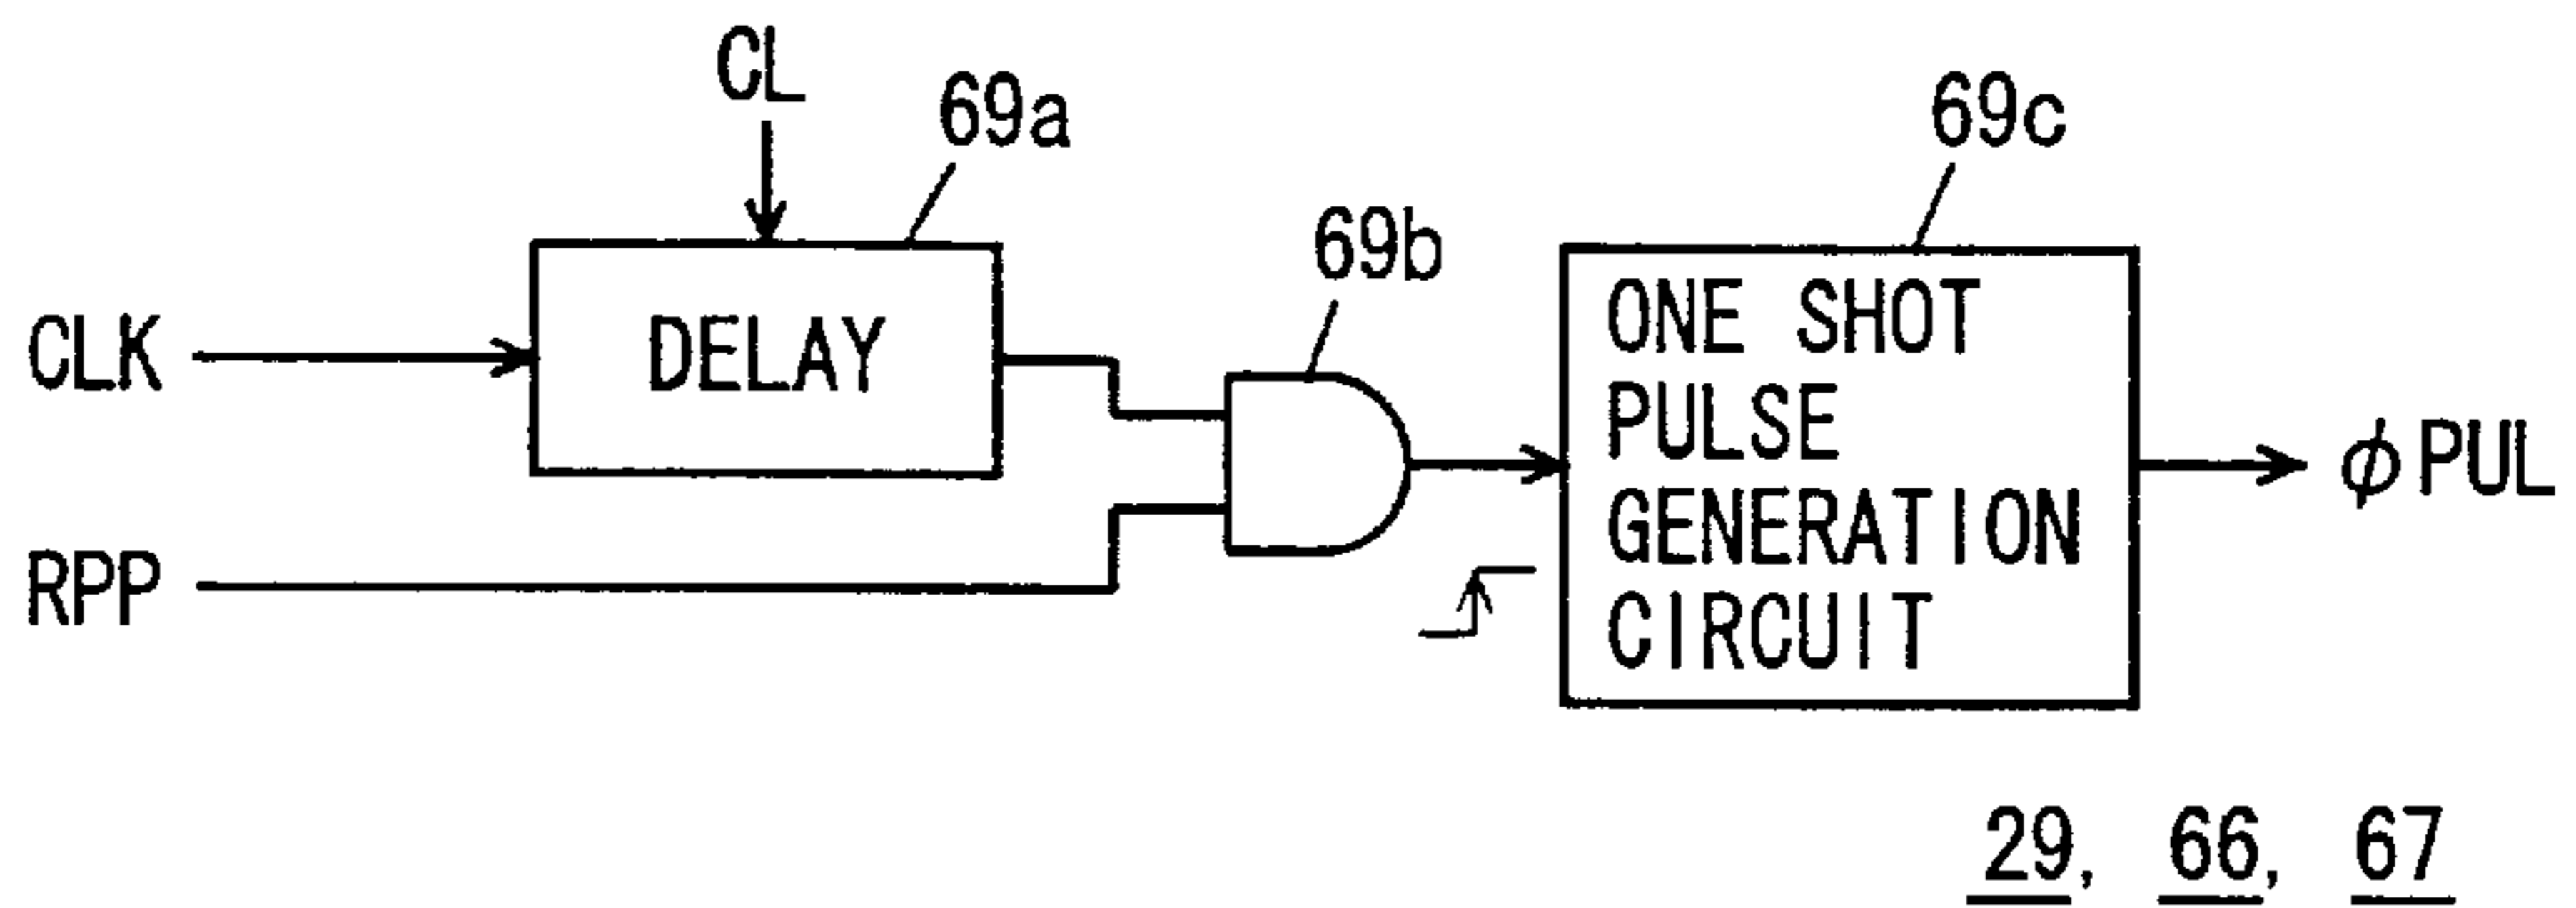 CL
69a
69c
69b
CLK
DELAY
ONE SHOT
PULSE
GENERATION
CIRCUIT
φPUL
RPP
29, 66, 67